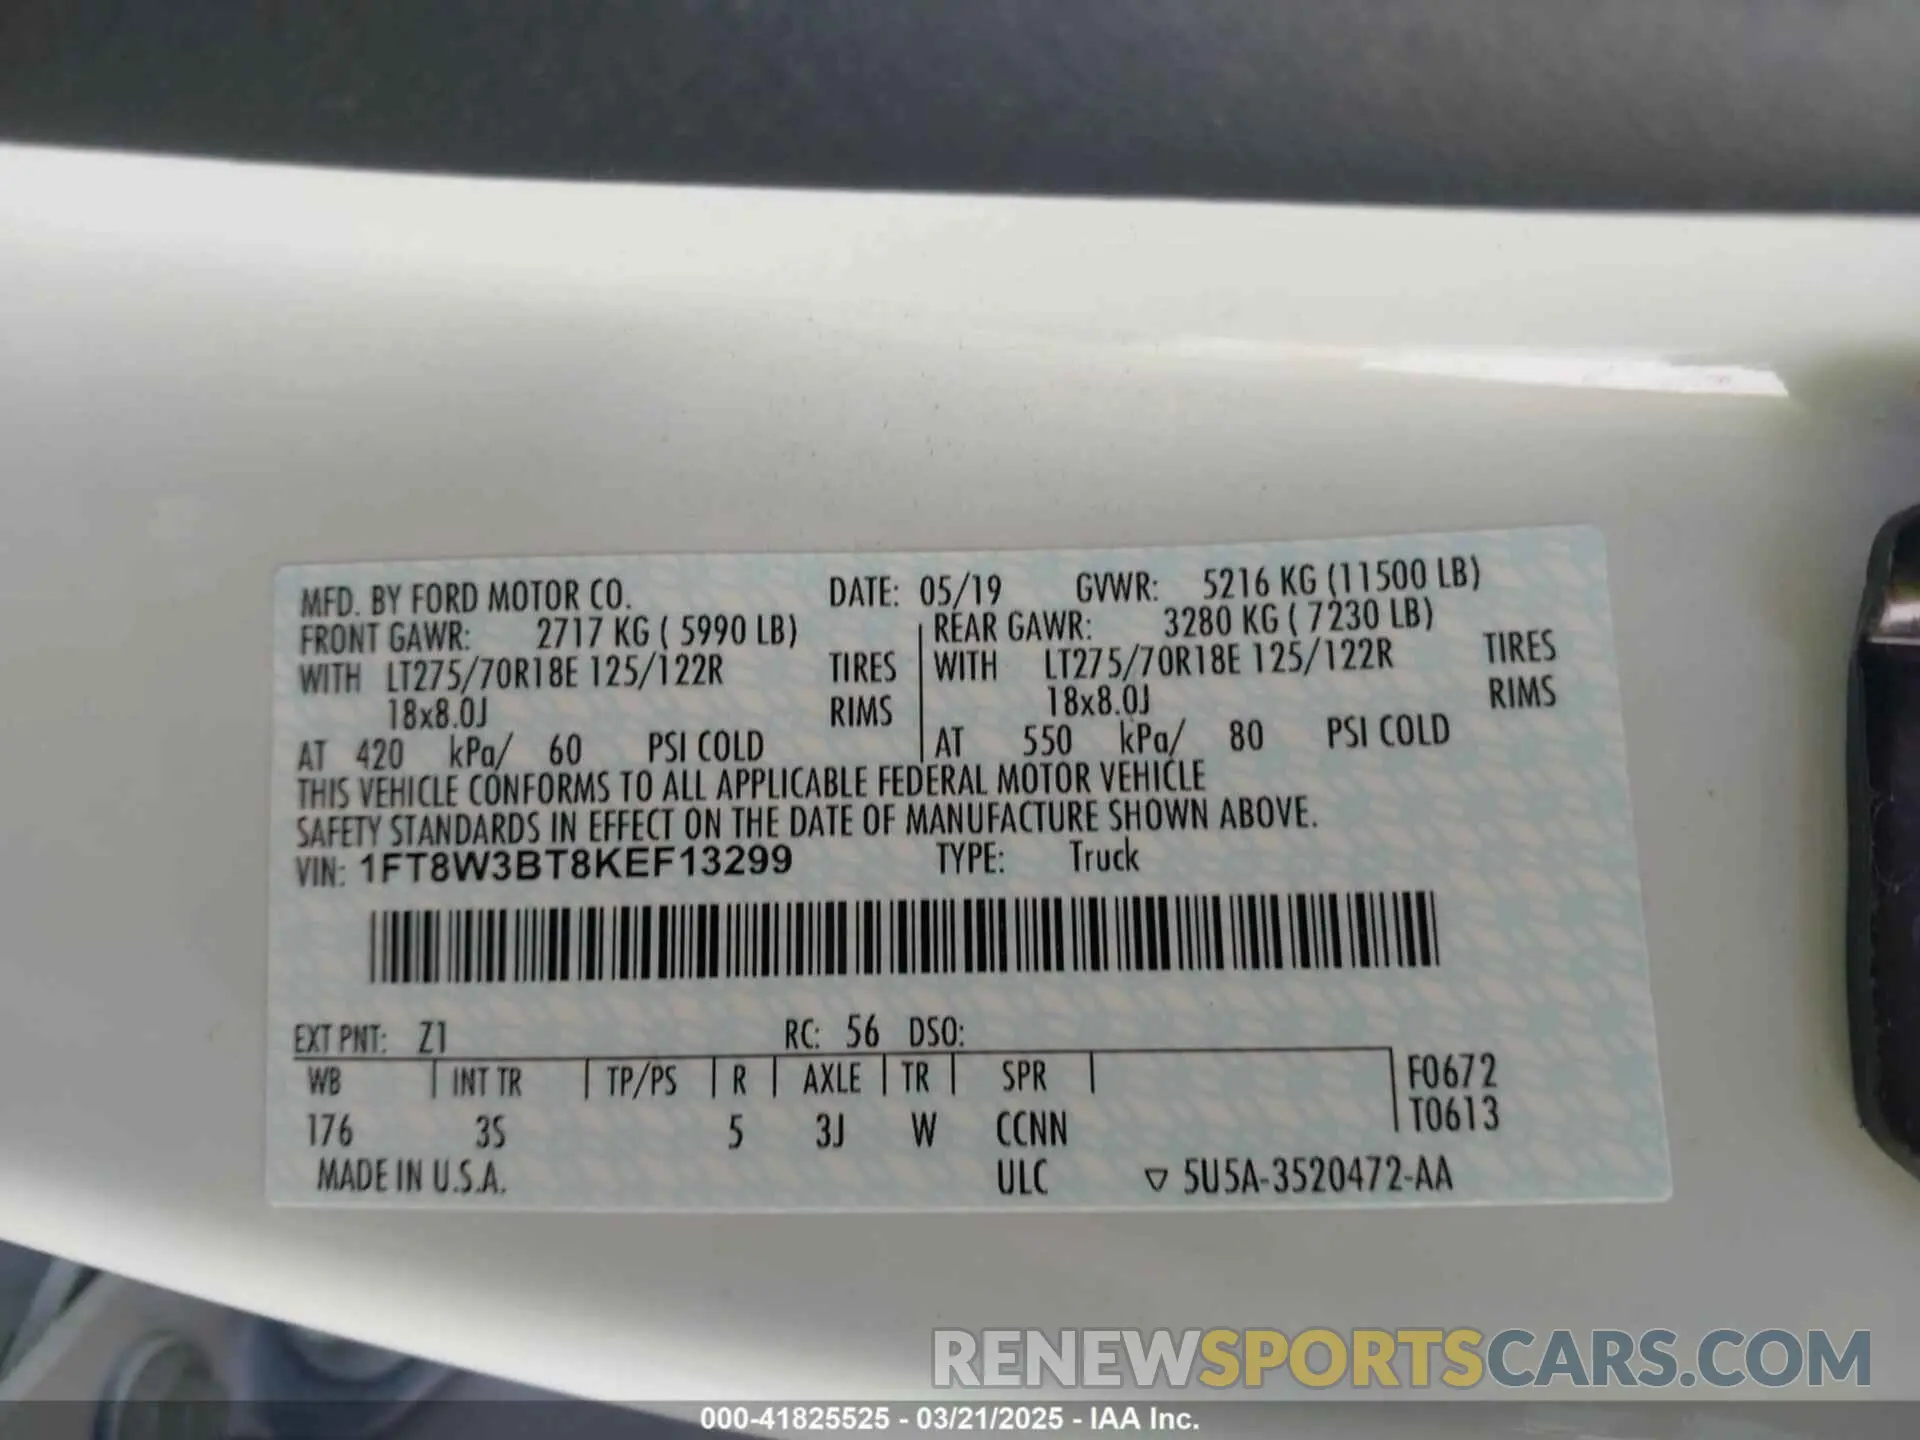 MFD. BY FORD MOTOR CO. DATE: 05/19 GVWR: 5216 KG (11500 LB)
FRONT GAWR: 2717 KG ( 5990 LB) REAR GAWR: 3280 KG ( 7230 LB)
WITH LT275/70R18E 125/122R TIRES WITH LT275/70R18E 125/122R TIRES
18x8.0J RIMS 18x8.0J RIMS
AT 420 kPa/ 60 PSI COLD AT 550 kPa/ 80 PSI COLD
THIS VEHICLE CONFORMS TO ALL APPLICABLE FEDERAL MOTOR VEHICLE
SAFETY STANDARDS IN EFFECT ON THE DATE OF MANUFACTURE SHOWN ABOVE.
VIN: 1FT8W3BT8KEF13299 TYPE: Truck
EXT PNT: Z1 RC: 56 DSO:
WB INT TR TP/PS R AXLE TR SPR F0672
176 3S 5 3J W CCNN T0613
MADE IN U.S.A. ULC ▽ 5U5A-3520472-AA
RENEWSPORTSCARS.COM
000-41825525 - 03/21/2025 - IAA Inc.